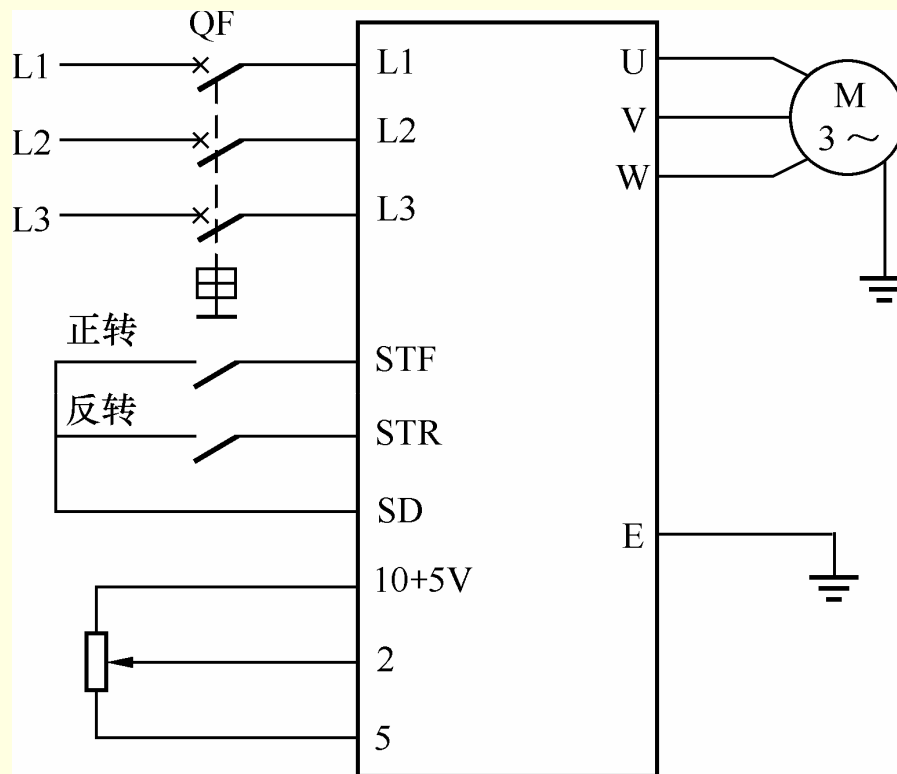 QF
L1 L1 U
M
3～
V
L2 L2
W
L3 L3
正转
STF
反转
STR
SD
E
10+5V
2
5